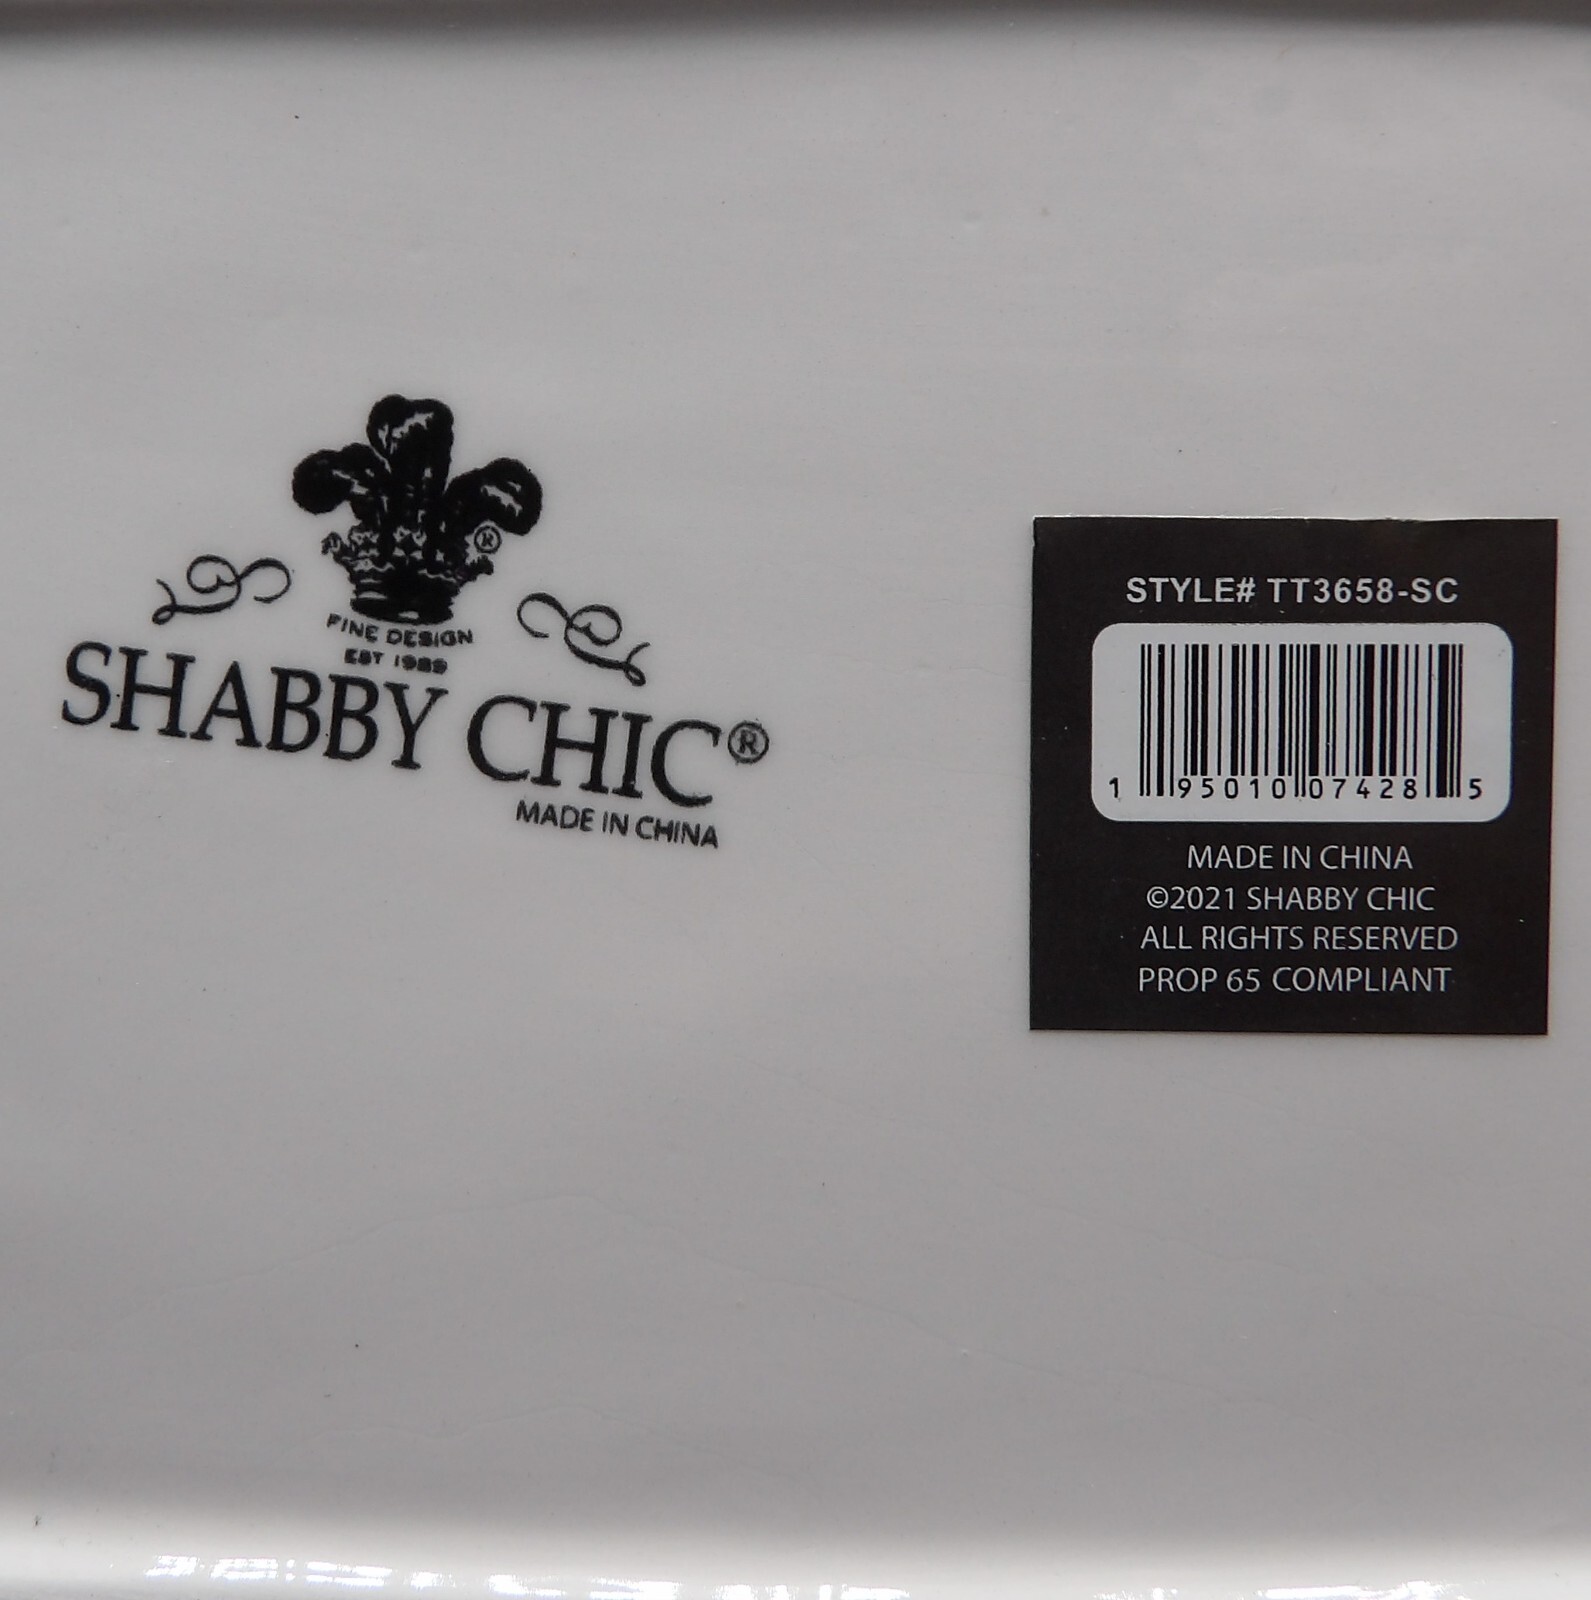 ®
FINE DESIGN
EST 1989
SHABBY CHIC®
MADE IN CHINA
STYLE# TT3658-SC
1 95010 07428 5
MADE IN CHINA
©2021 SHABBY CHIC
ALL RIGHTS RESERVED
PROP 65 COMPLIANT